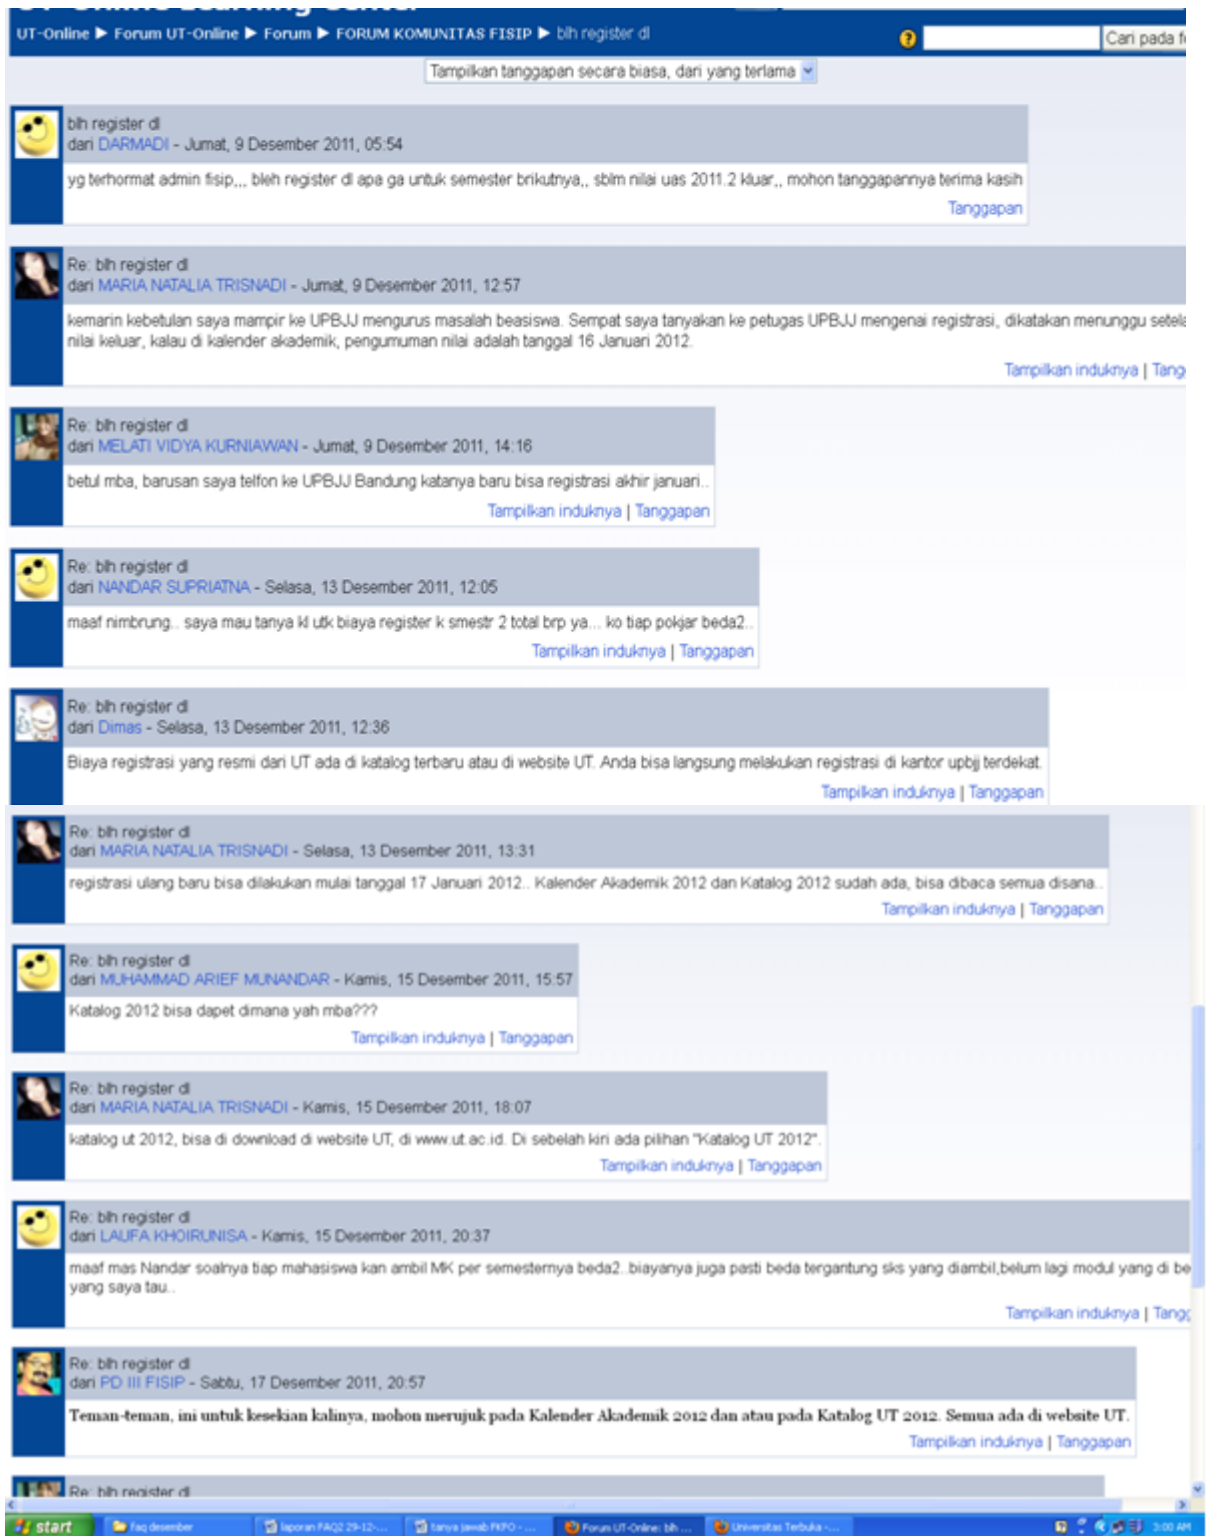 UT-Online Learning Center
UT-Online ► Forum UT-Online ► Forum ► FORUM KOMUNITAS FISIP ► blh register dl
Cari pada f
Tampilkan tanggapan secara biasa, dari yang terlama
blh register dl
dari DARMADI - Jumat, 9 Desember 2011, 05:54
yg terhormat admin fisip,,, bleh register dl apa ga untuk semester brikutnya,, sblm nilai uas 2011.2 kluar,, mohon tanggapannya terima kasih
Tanggapan
Re: blh register dl
dari MARIA NATALIA TRISNADI - Jumat, 9 Desember 2011, 12:57
kemarin kebetulan saya mampir ke UPBJJ mengurus masalah beasiswa. Sempat saya tanyakan ke petugas UPBJJ mengenai registrasi, dikatakan menunggu setela
nilai keluar, kalau di kalender akademik, pengumuman nilai adalah tanggal 16 Januari 2012.
Tampilkan induknya | Tang
Re: blh register dl
dari MELATI VIDYA KURNIAWAN - Jumat, 9 Desember 2011, 14:16
betul mba, barusan saya telfon ke UPBJJ Bandung katanya baru bisa registrasi akhir januari..
Tampilkan induknya | Tanggapan
Re: blh register dl
dari NANDAR SUPRIATNA - Selasa, 13 Desember 2011, 12:05
maaf nimbrung.. saya mau tanya kl utk biaya register k smestr 2 total brp ya... ko tiap pokjar beda2..
Tampilkan induknya | Tanggapan
Re: blh register dl
dari Dimas - Selasa, 13 Desember 2011, 12:36
Biaya registrasi yang resmi dari UT ada di katalog terbaru atau di website UT. Anda bisa langsung melakukan registrasi di kantor upbjj terdekat.
Tampilkan induknya | Tanggapan
Re: blh register dl
dari MARIA NATALIA TRISNADI - Selasa, 13 Desember 2011, 13:31
registrasi ulang baru bisa dilakukan mulai tanggal 17 Januari 2012.. Kalender Akademik 2012 dan Katalog 2012 sudah ada, bisa dibaca semua disana..
Tampilkan induknya | Tanggapan
Re: blh register dl
dari MUHAMMAD ARIEF MUNANDAR - Kamis, 15 Desember 2011, 15:57
Katalog 2012 bisa dapet dimana yah mba???
Tampilkan induknya | Tanggapan
Re: blh register dl
dari MARIA NATALIA TRISNADI - Kamis, 15 Desember 2011, 18:07
katalog ut 2012, bisa di download di website UT, di www.ut.ac.id. Di sebelah kiri ada pilihan "Katalog UT 2012".
Tampilkan induknya | Tanggapan
Re: blh register dl
dari LAUFA KHOIRUNISA - Kamis, 15 Desember 2011, 20:37
maaf mas Nandar soalnya tiap mahasiswa kan ambil MK per semesternya beda2..biayanya juga pasti beda tergantung sks yang diambil,belum lagi modul yang di be
yang saya tau..
Tampilkan induknya | Tang
Re: blh register dl
dari PD III FISIP - Sabtu, 17 Desember 2011, 20:57
Teman-teman, ini untuk kesekian kalinya, mohon merujuk pada Kalender Akademik 2012 dan atau pada Katalog UT 2012. Semua ada di website UT.
Tampilkan induknya | Tanggapan
Re: blh register dl
start faq desember laporan FAQ2 29-12-... tanya jawab FKPO - ... Forum UT-Online: blh ... Universitas Terbuka -... 3:00 AM